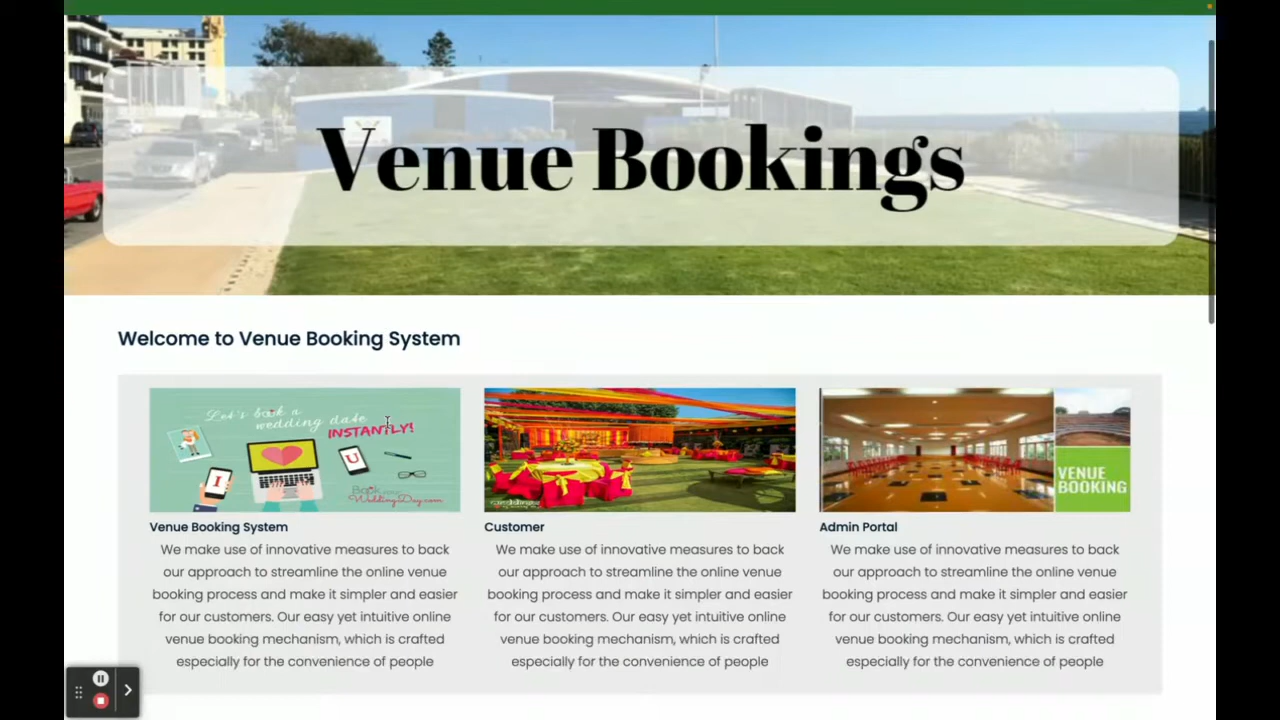 Venue Bookings
Welcome to Venue Booking System
Let's book a
wedding date
INSTANTLY!
U
I
Book
WeddingDay.com
VENUE
BOOKING
Venue Booking System
We make use of innovative measures to back
our approach to streamline the online venue
booking process and make it simpler and easier
for our customers. Our easy yet intuitive online
venue booking mechanism, which is crafted
especially for the convenience of people
Customer
We make use of innovative measures to back
our approach to streamline the online venue
booking process and make it simpler and easier
for our customers. Our easy yet intuitive online
venue booking mechanism, which is crafted
especially for the convenience of people
Admin Portal
We make use of innovative measures to back
our approach to streamline the online venue
booking process and make it simpler and easier
for our customers. Our easy yet intuitive online
venue booking mechanism, which is crafted
especially for the convenience of people